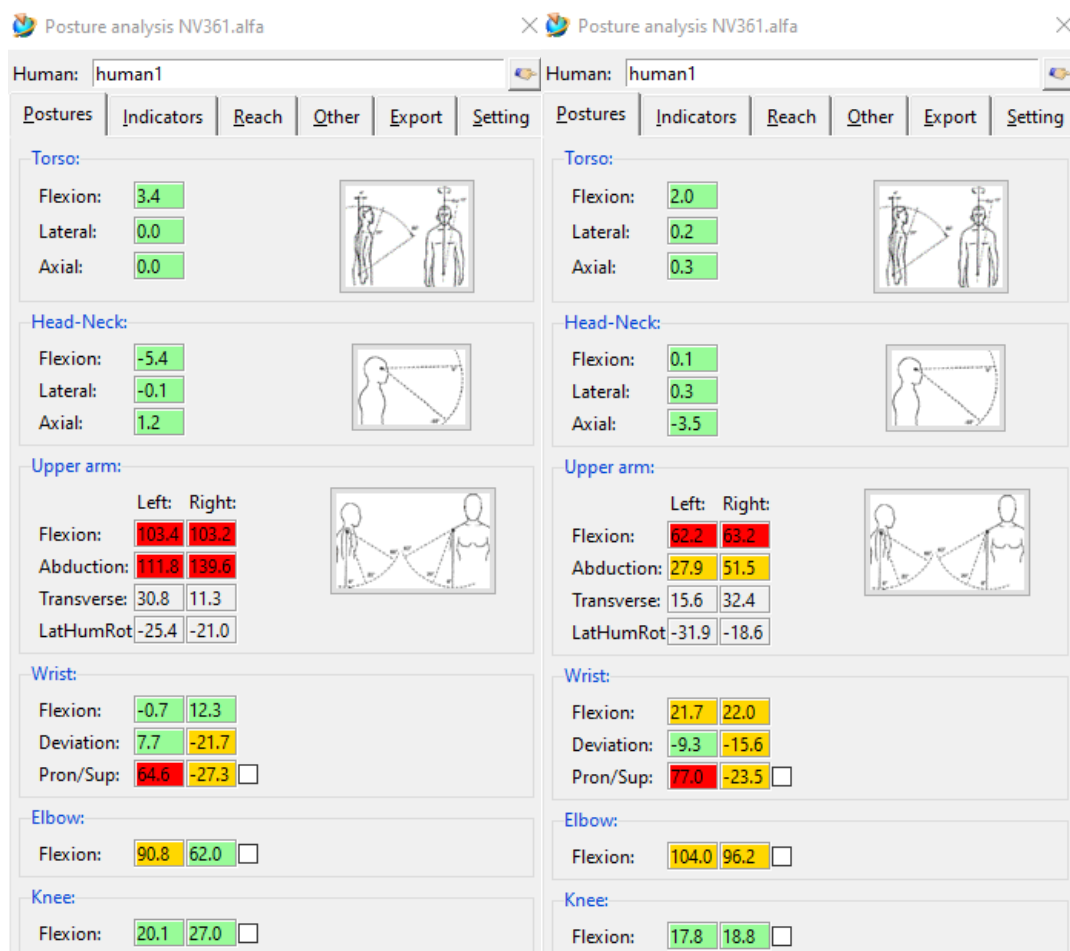 Posture analysis NV361.alfa
Human: human1
Postures Indicators Reach Other Export Setting
Torso:
Flexion: 3.4
Lateral: 0.0
Axial: 0.0
Head-Neck:
Flexion: -5.4
Lateral: -0.1
Axial: 1.2
Upper arm:
Left: Right:
Flexion: 103.4 103.2
Abduction: 111.8 139.6
Transverse: 30.8 11.3
LatHumRot -25.4 -21.0
Wrist:
Flexion: -0.7 12.3
Deviation: 7.7 -21.7
Pron/Sup: 64.6 -27.3
Elbow:
Flexion: 90.8 62.0
Knee:
Flexion: 20.1 27.0
Posture analysis NV361.alfa
Human: human1
Postures Indicators Reach Other Export Setting
Torso:
Flexion: 2.0
Lateral: 0.2
Axial: 0.3
Head-Neck:
Flexion: 0.1
Lateral: 0.3
Axial: -3.5
Upper arm:
Left: Right:
Flexion: 62.2 63.2
Abduction: 27.9 51.5
Transverse: 15.6 32.4
LatHumRot -31.9 -18.6
Wrist:
Flexion: 21.7 22.0
Deviation: -9.3 -15.6
Pron/Sup: 77.0 -23.5
Elbow:
Flexion: 104.0 96.2
Knee:
Flexion: 17.8 18.8